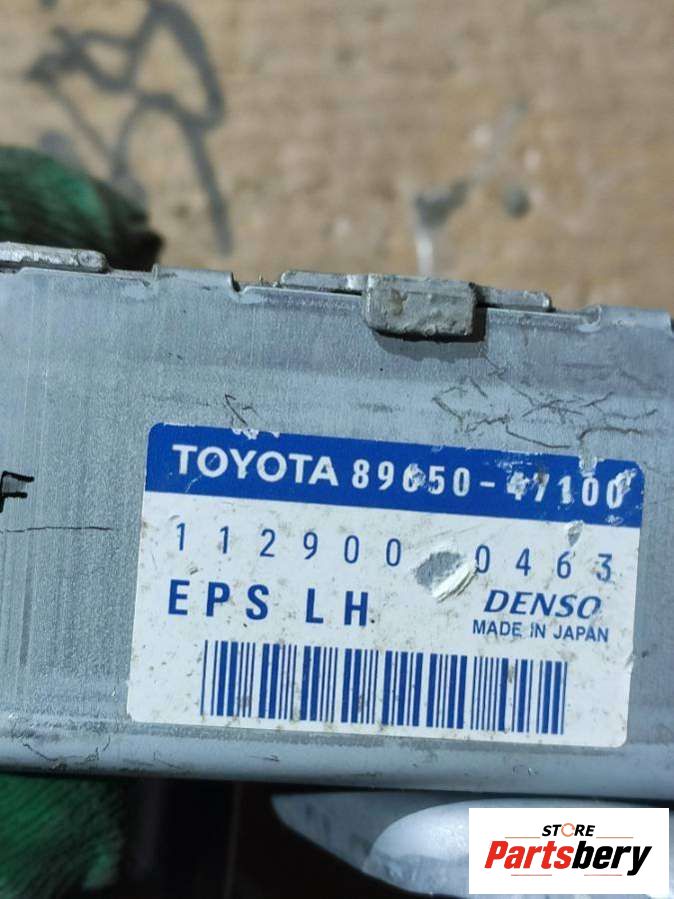 TOYOTA 89650-47100
112900 0463
EPS LH
DENSO
MADE IN JAPAN
STORE
Partsbery